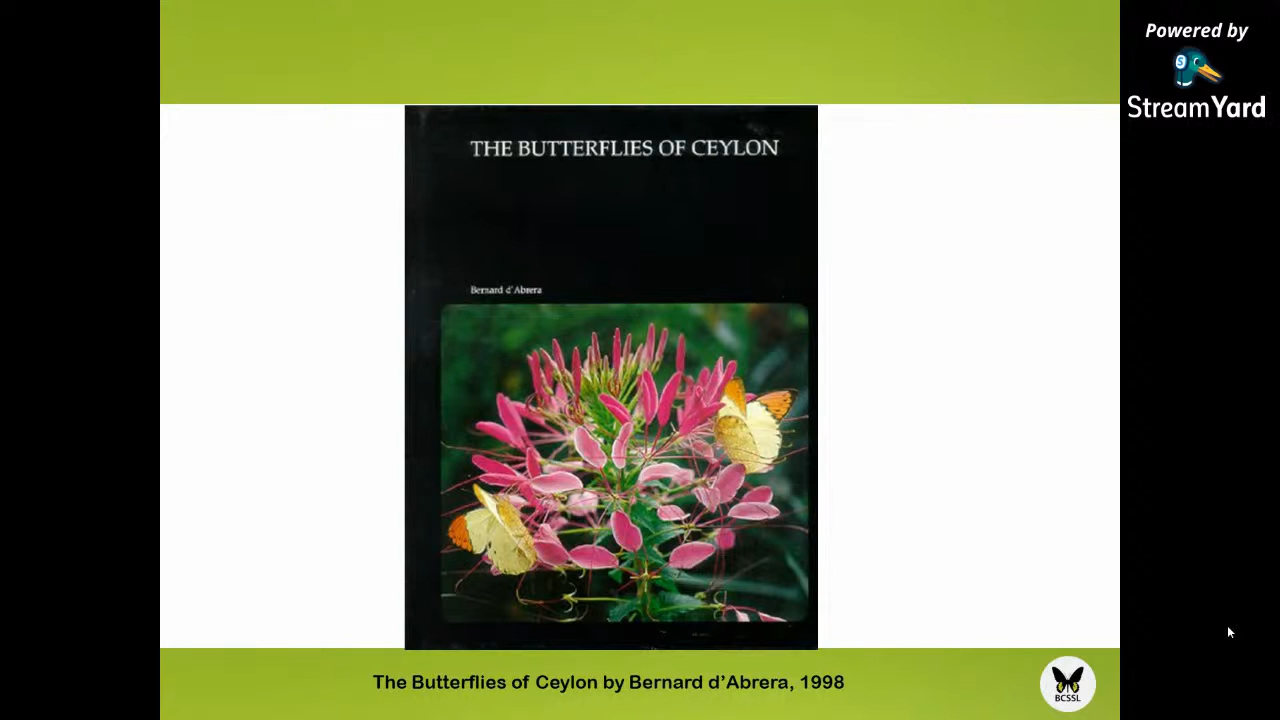 Powered by
StreamYard
THE BUTTERFLIES OF CEYLON
Bernard d'Abrera
The Butterflies of Ceylon by Bernard d’Abrera, 1998
BCSSL